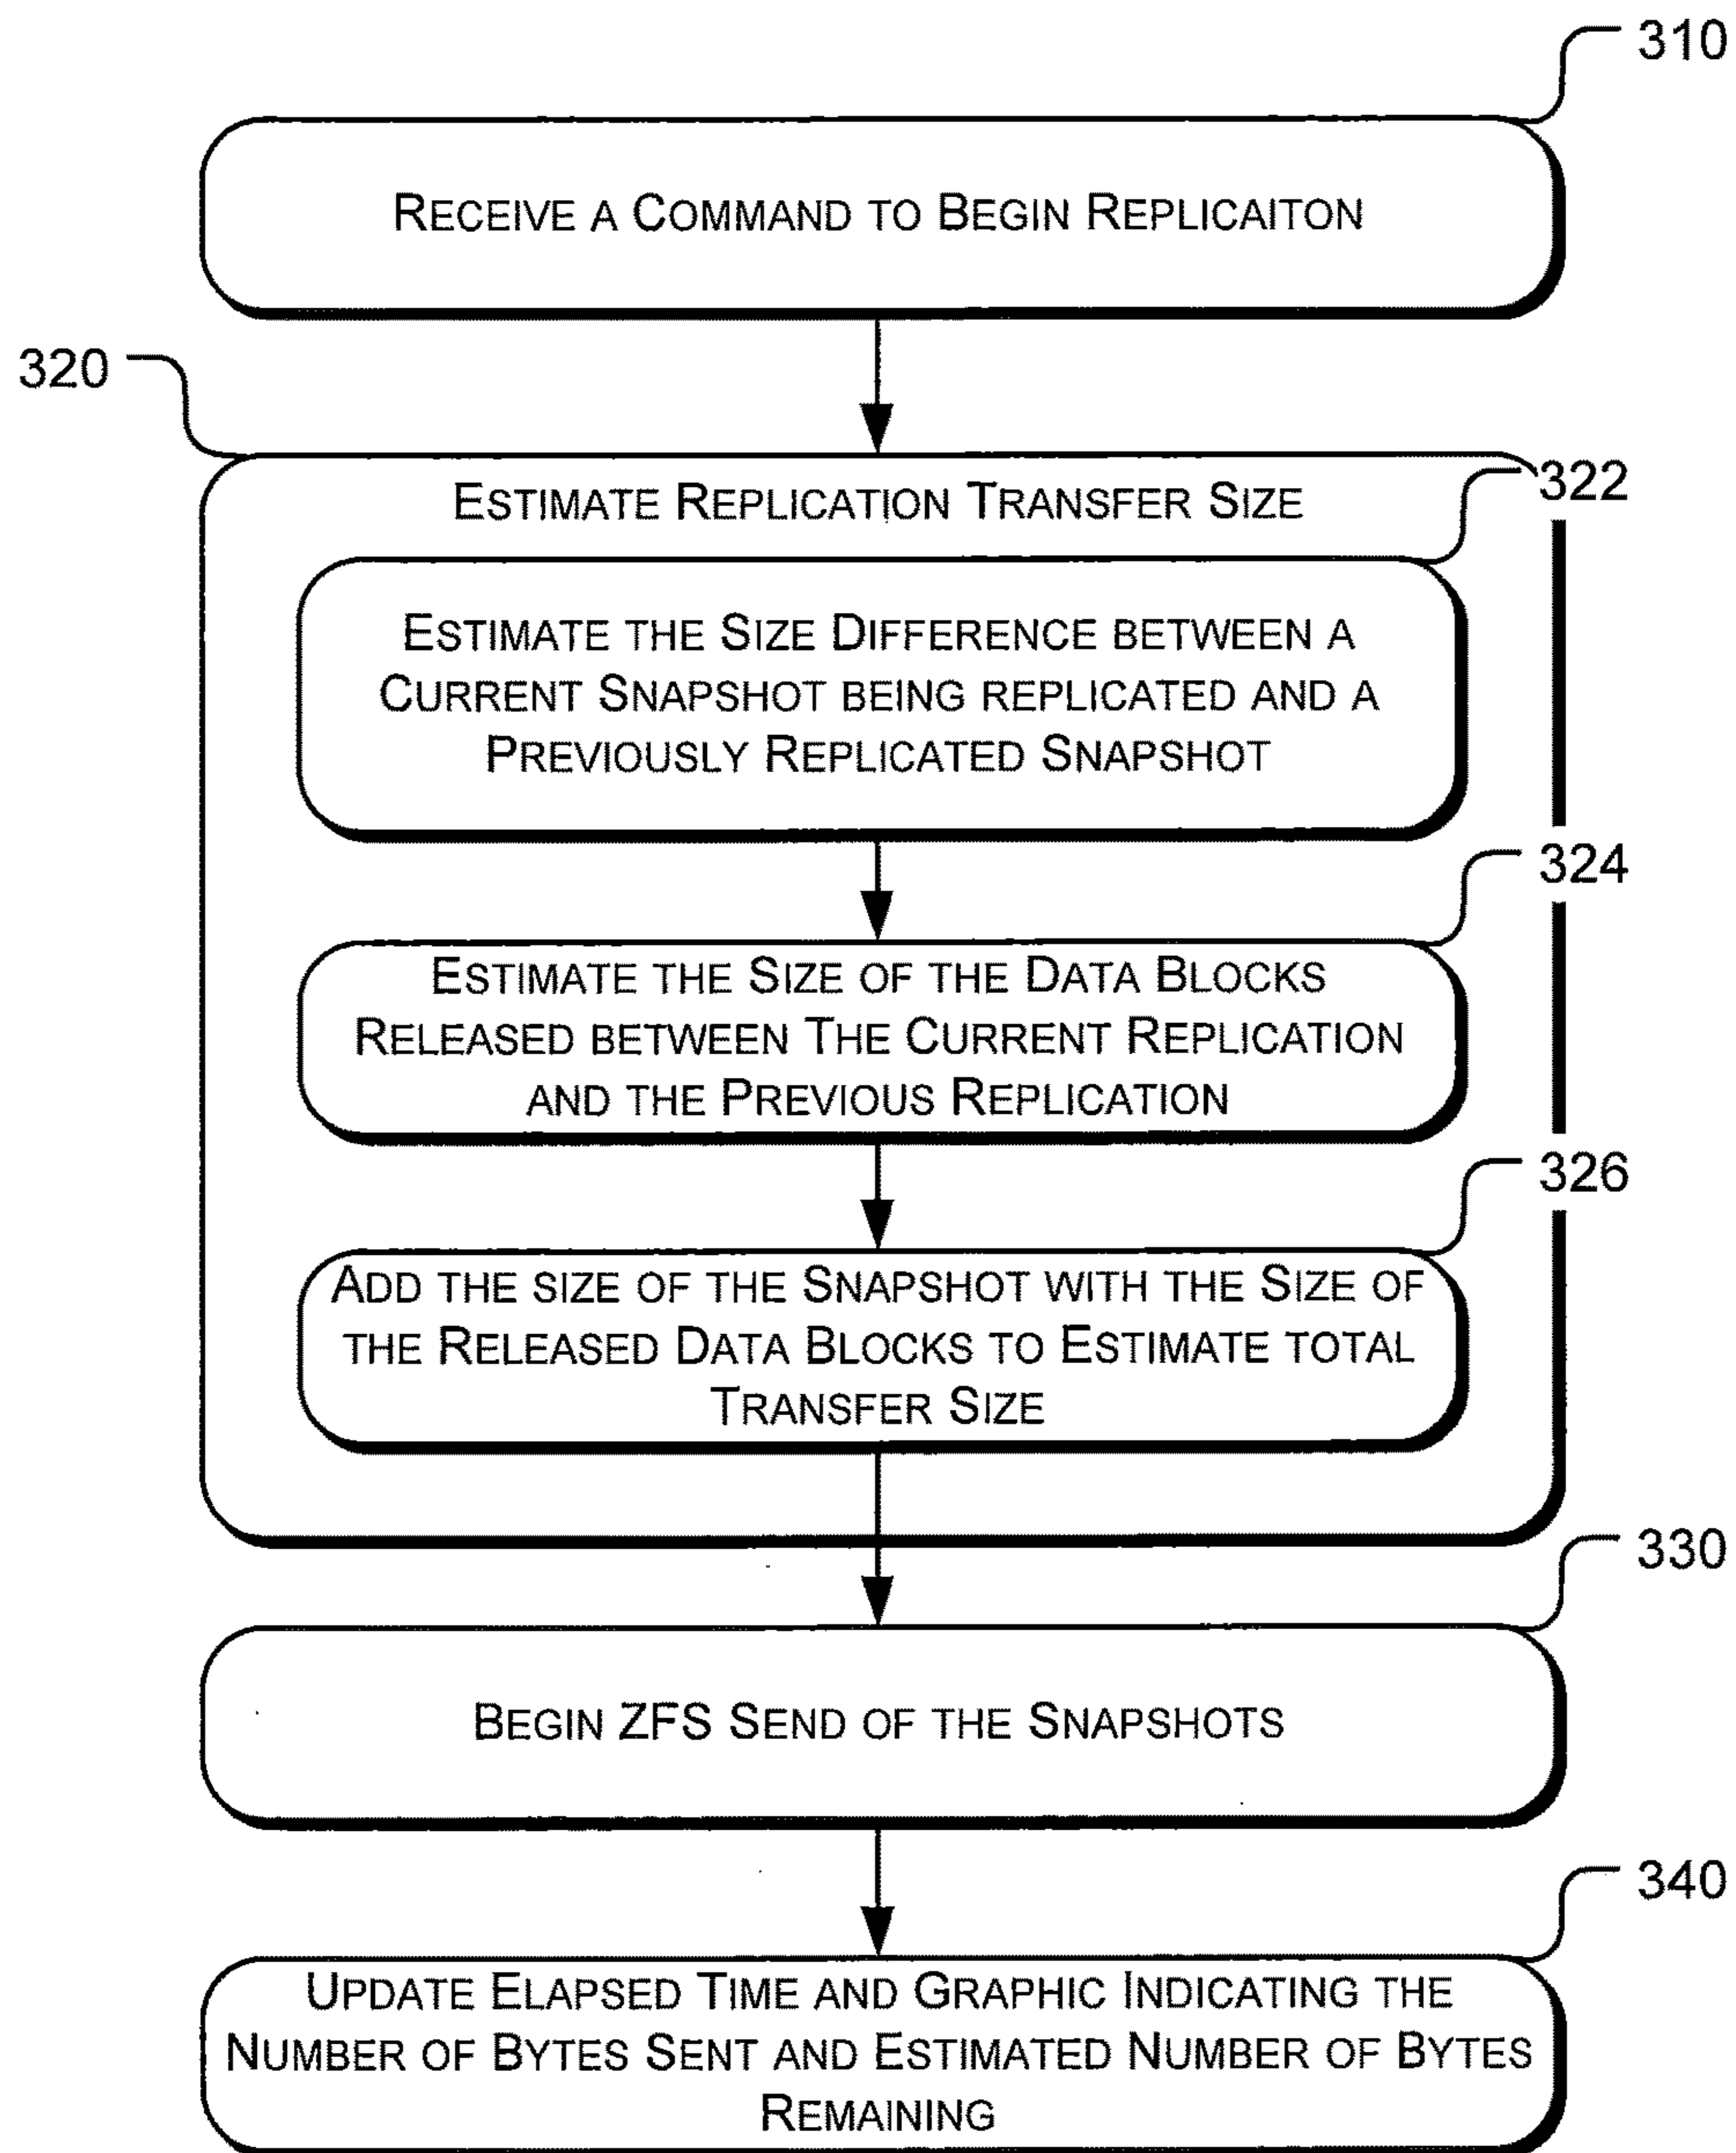 310
RECEIVE A COMMAND TO BEGIN REPLICAITON
320
ESTIMATE REPLICATION TRANSFER SIZE
322
ESTIMATE THE SIZE DIFFERENCE BETWEEN A
CURRENT SNAPSHOT BEING REPLICATED AND A
PREVIOUSLY REPLICATED SNAPSHOT
324
ESTIMATE THE SIZE OF THE DATA BLOCKS
RELEASED BETWEEN THE CURRENT REPLICATION
AND THE PREVIOUS REPLICATION
326
ADD THE SIZE OF THE SNAPSHOT WITH THE SIZE OF
THE RELEASED DATA BLOCKS TO ESTIMATE TOTAL
TRANSFER SIZE
330
BEGIN ZFS SEND OF THE SNAPSHOTS
340
UPDATE ELAPSED TIME AND GRAPHIC INDICATING THE
NUMBER OF BYTES SENT AND ESTIMATED NUMBER OF BYTES
REMAINING